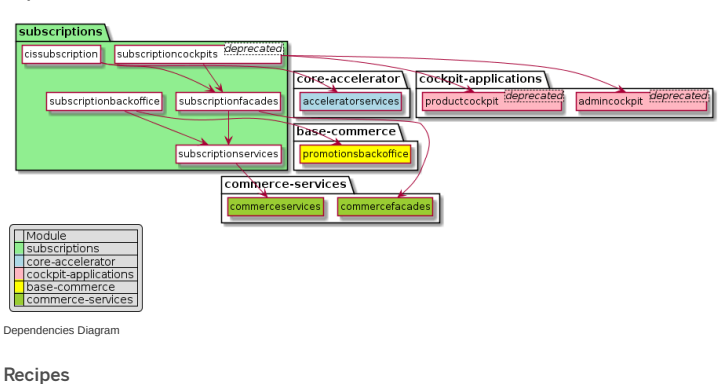 subscriptions
cissubscription
subscriptioncockpits
deprecated
core-accelerator
cockpit-applications
subscriptionbackoffice
subscriptionfacades
acceleratorservices
productcockpit
deprecated
admincockpit
deprecated
base-commerce
subscriptionservices
promotionsbackoffice
commerce-services
commerceservices
commercefacades
Module
subscriptions
core-accelerator
cockpit-applications
base-commerce
commerce-services
Dependencies Diagram
Recipes